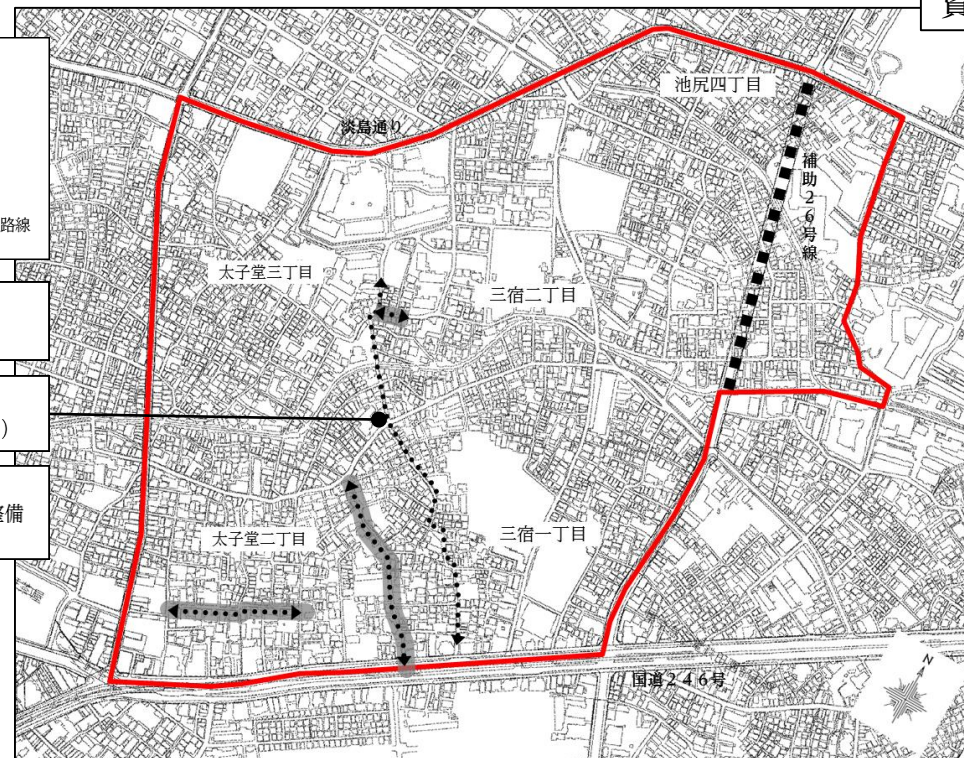 池尻四丁目
淡島通り
補助26号線
路線
太子堂三丁目
三宿二丁目
)
整備
太子堂二丁目
三宿一丁目
国道246号
N